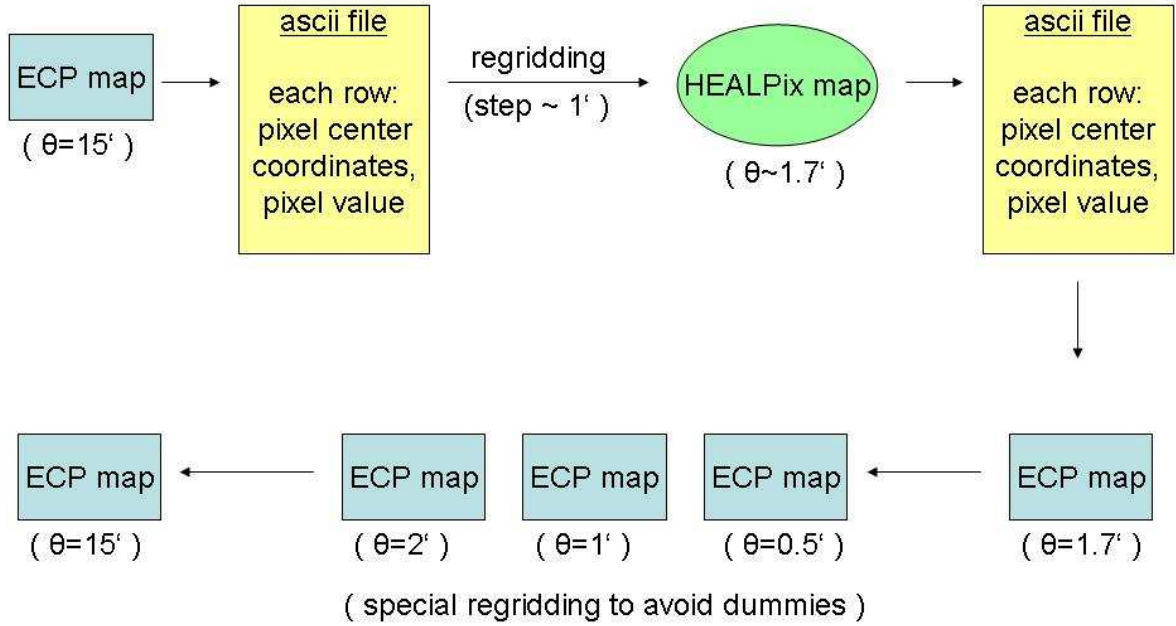 ECP map
( θ=15‘ )
ascii file
each row:
pixel center
coordinates,
pixel value
regridding
(step ~ 1‘ )
HEALPix map
( θ~1.7‘ )
ascii file
each row:
pixel center
coordinates,
pixel value
ECP map
( θ=15‘ )
ECP map
( θ=2‘ )
ECP map
( θ=1‘ )
ECP map
( θ=0.5‘ )
ECP map
( θ=1.7‘ )
( special regridding to avoid dummies )